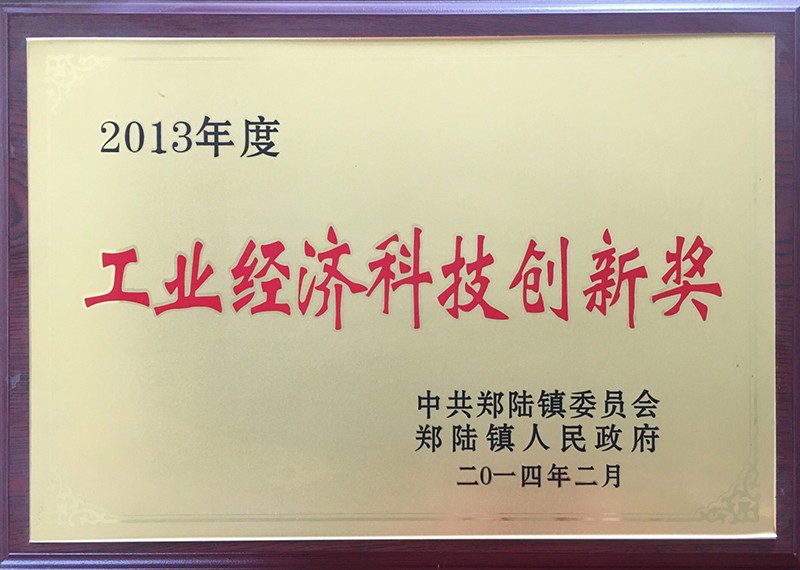 2013年度
工业经济科技创新奖
中共郑陆镇委员会
郑陆镇人民政府
二0一四年二月